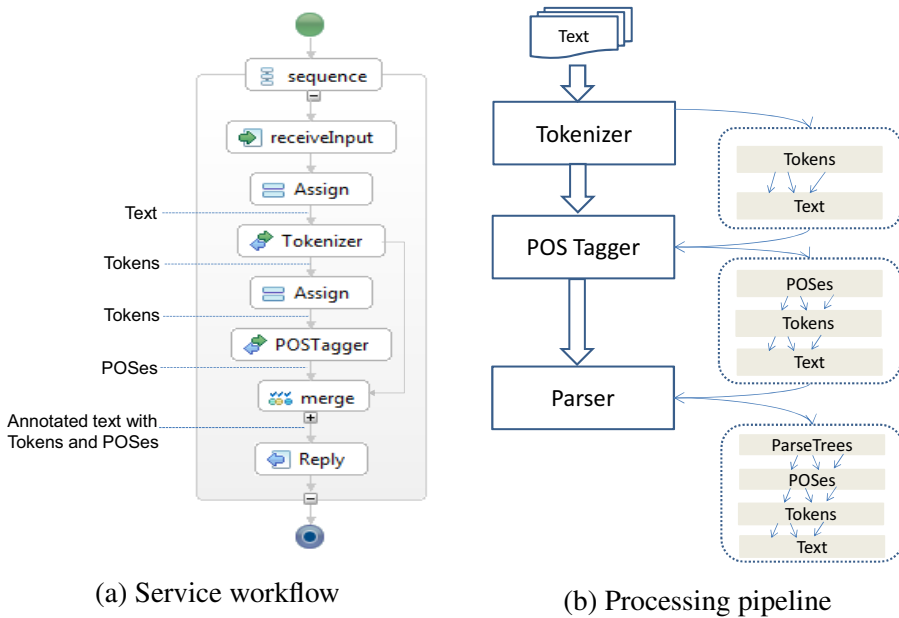 sequence
receiveInput
Assign
Text
Tokenizer
Tokens
Assign
Tokens
POSTagger
POSes
merge
Annotated text with
Tokens and POSes
Reply
(a) Service workflow
Text
Tokenizer
Tokens
Text
POS Tagger
POSes
Tokens
Text
Parser
ParseTrees
POSes
Tokens
Text
(b) Processing pipeline